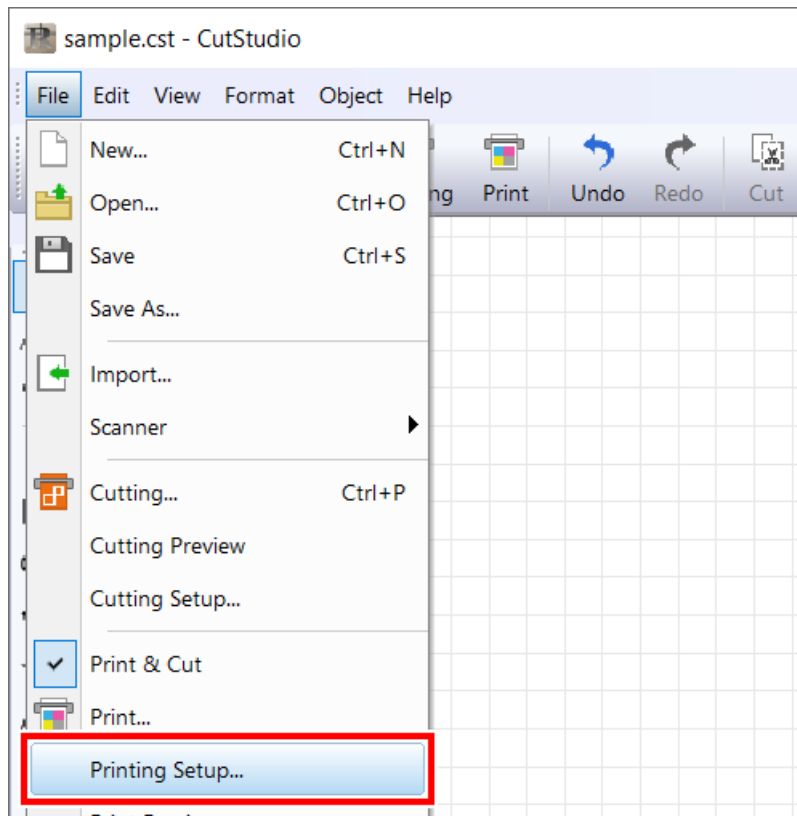 sample.cst - CutStudio
File Edit View Format Object Help
ng Print Undo Redo Cut
New... Ctrl+N
Open... Ctrl+O
Save Ctrl+S
Save As...
Import...
Scanner
Cutting... Ctrl+P
Cutting Preview
Cutting Setup...
Print & Cut
Print...
Printing Setup...